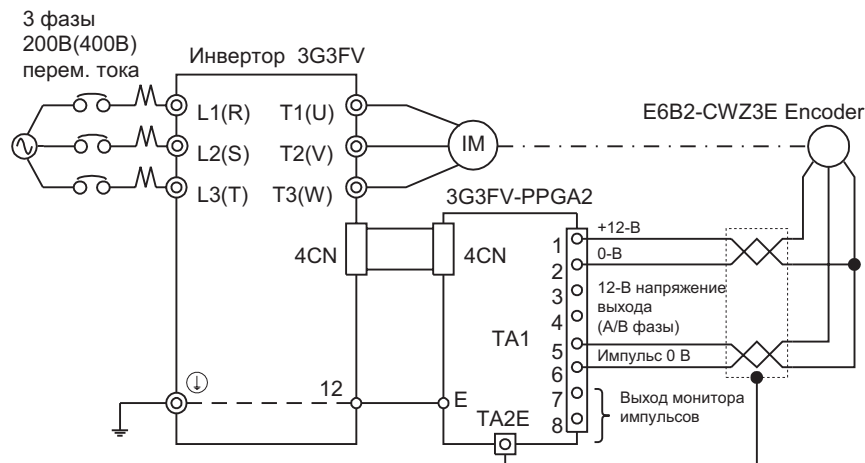 3 фазы
200В(400В)
перем. тока
Инвертор 3G3FV
L1(R)
T1(U)
L2(S)
T2(V)
L3(T)
T3(W)
IM
E6B2-CWZ3E Encoder
3G3FV-PPGA2
4CN
4CN
1
+12-В
2
0-В
3
12-В напряжение
выхода
4
(A/B фазы)
TA1
5
6
Импульс 0 В
7
8
Выход монитора
импульсов
12
E
TA2E